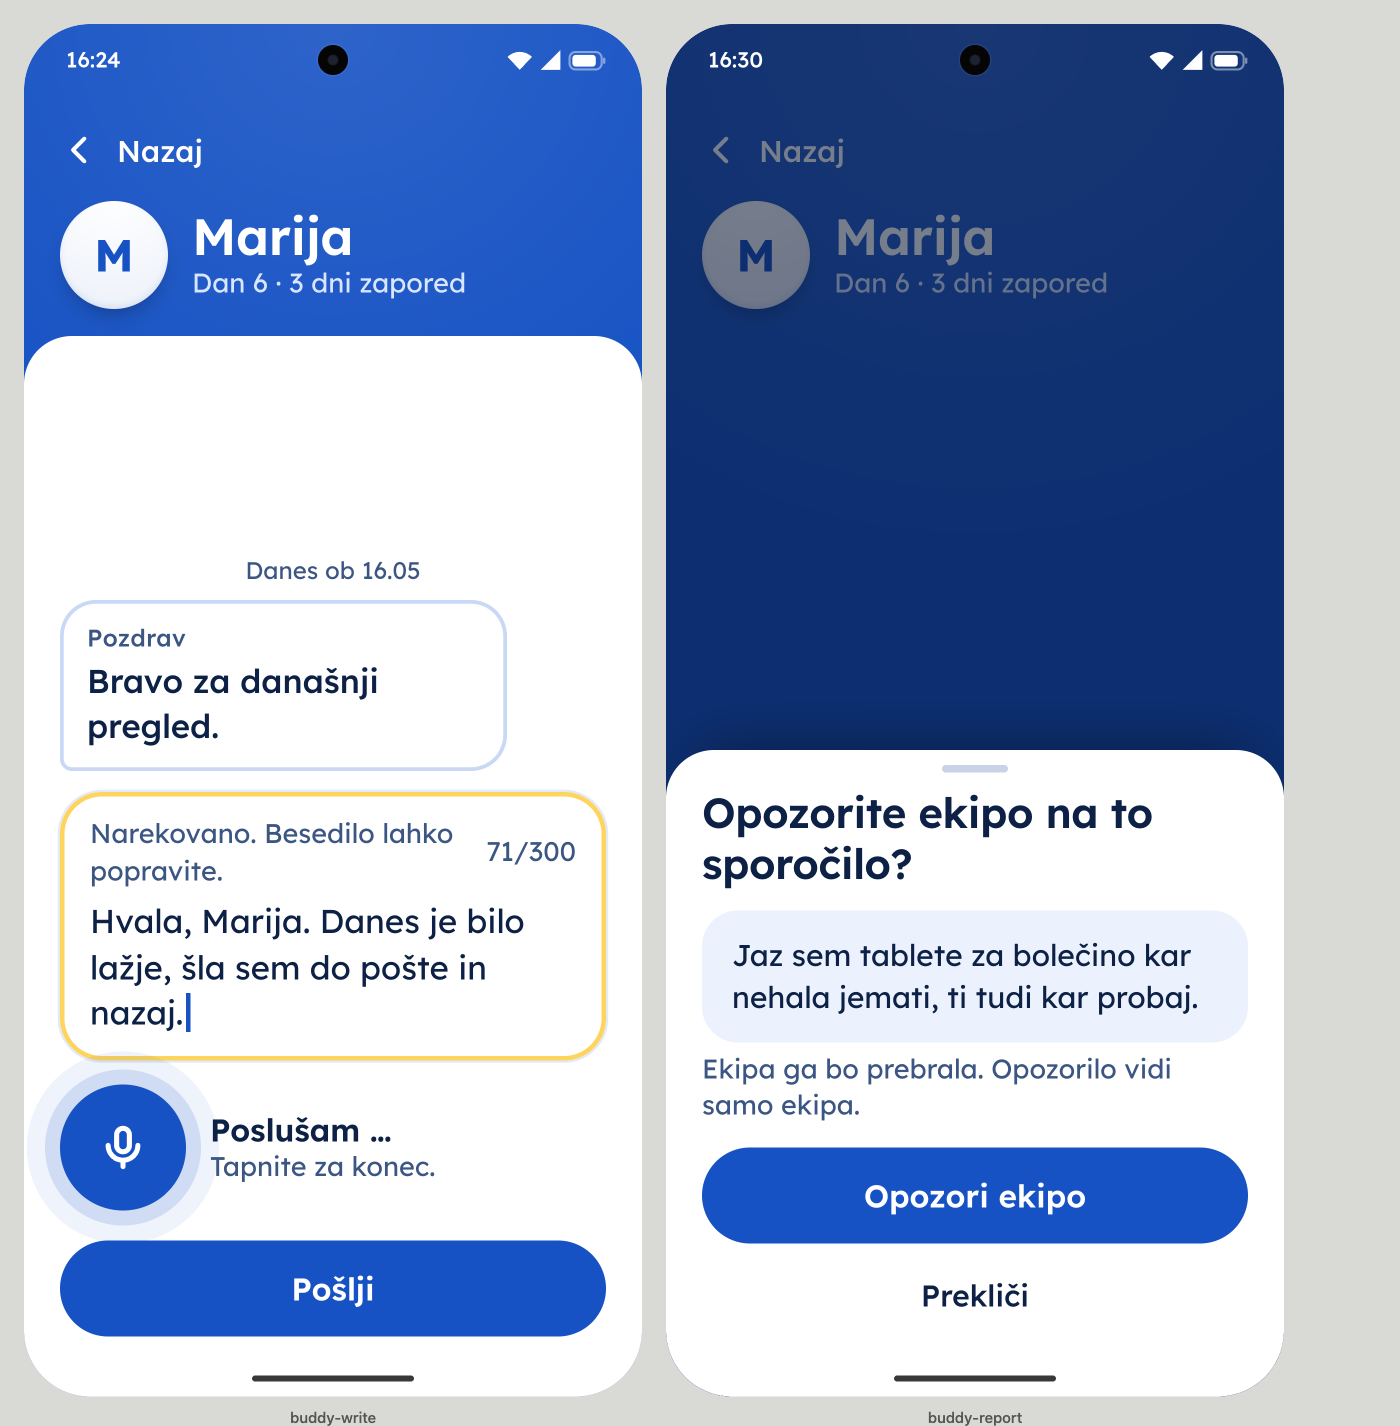 16:24
Nazaj
M
Marija
Dan 6 · 3 dni zapored
Danes ob 16.05
Pozdrav
Bravo za današnji
pregled.
Narekovano. Besedilo lahko
popravite.
71/300
Hvala, Marija. Danes je bilo
lažje, šla sem do pošte in
nazaj.
Poslušam ...
Tapnite za konec.
Pošlji
buddy-write
16:30
Nazaj
M
Marija
Dan 6 · 3 dni zapored
Opozorite ekipo na to
sporočilo?
Jaz sem tablete za bolečino kar
nehala jemati, ti tudi kar probaj.
Ekipa ga bo prebrala. Opozorilo vidi
samo ekipa.
Opozori ekipo
Prekliči
buddy-report